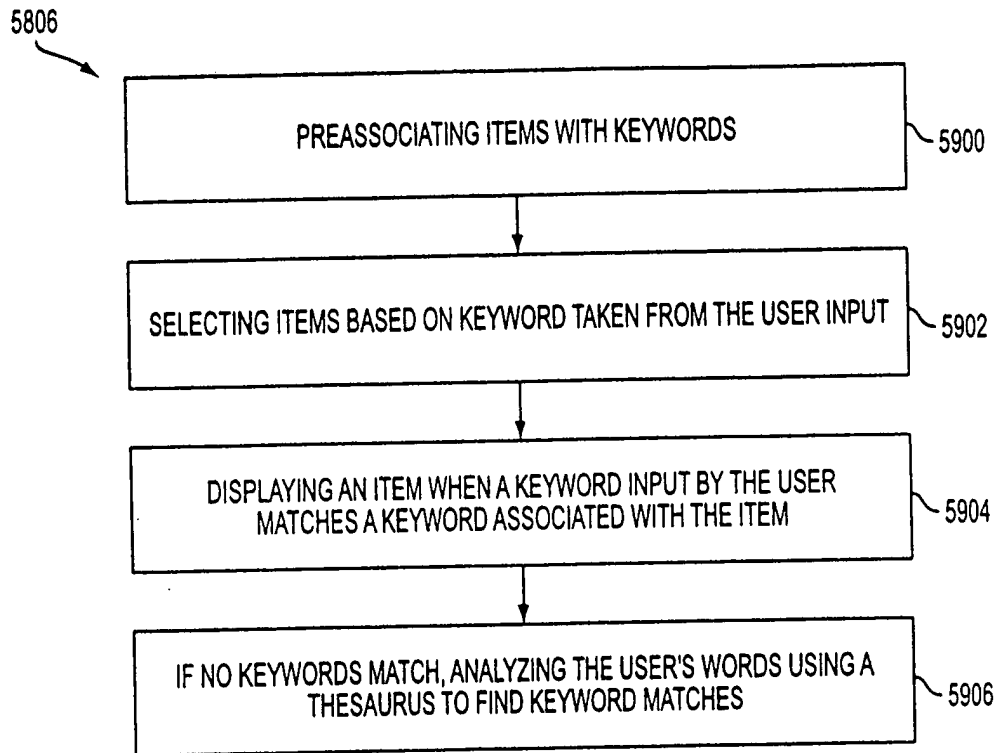 5806
PREASSOCIATING ITEMS WITH KEYWORDS
5900
SELECTING ITEMS BASED ON KEYWORD TAKEN FROM THE USER INPUT
5902
DISPLAYING AN ITEM WHEN A KEYWORD INPUT BY THE USER
MATCHES A KEYWORD ASSOCIATED WITH THE ITEM
5904
IF NO KEYWORDS MATCH, ANALYZING THE USER'S WORDS USING A
THESAURUS TO FIND KEYWORD MATCHES
5906